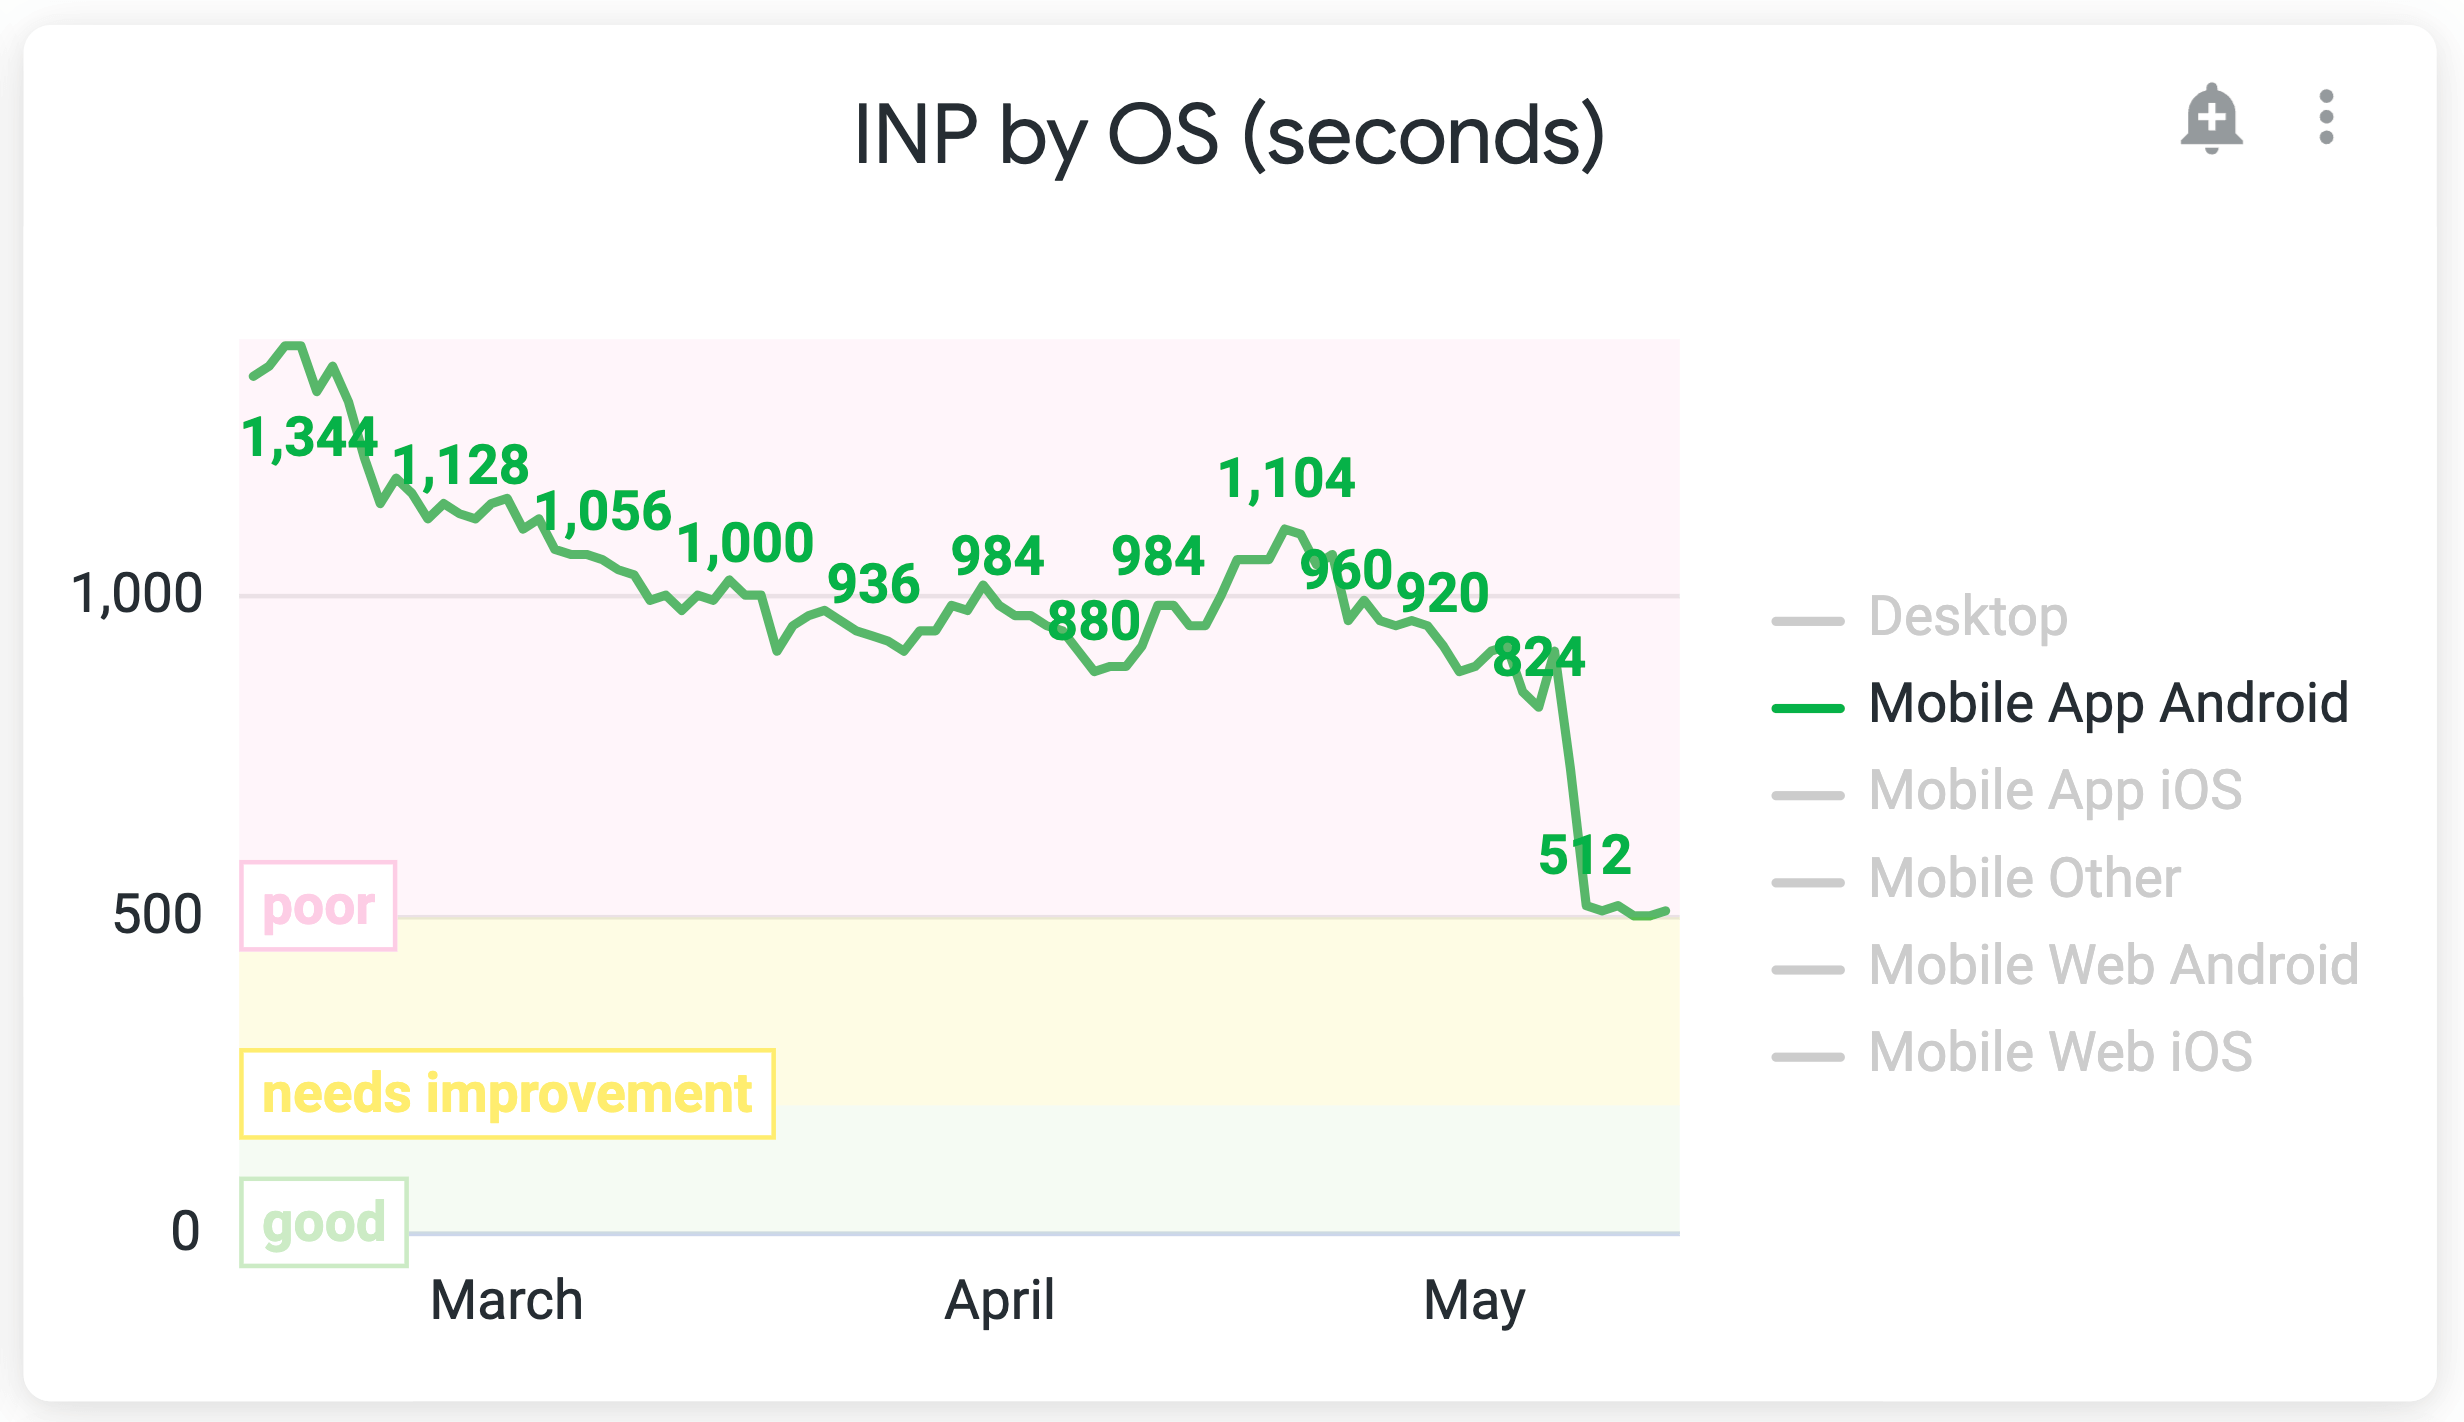 INP by OS (seconds)
1,344
1,128
1,056
1,000
936
984
880
984
1,104
960
920
824
512
1,000
500
0
poor
needs improvement
good
March
April
May
Desktop
Mobile App Android
Mobile App iOS
Mobile Other
Mobile Web Android
Mobile Web iOS